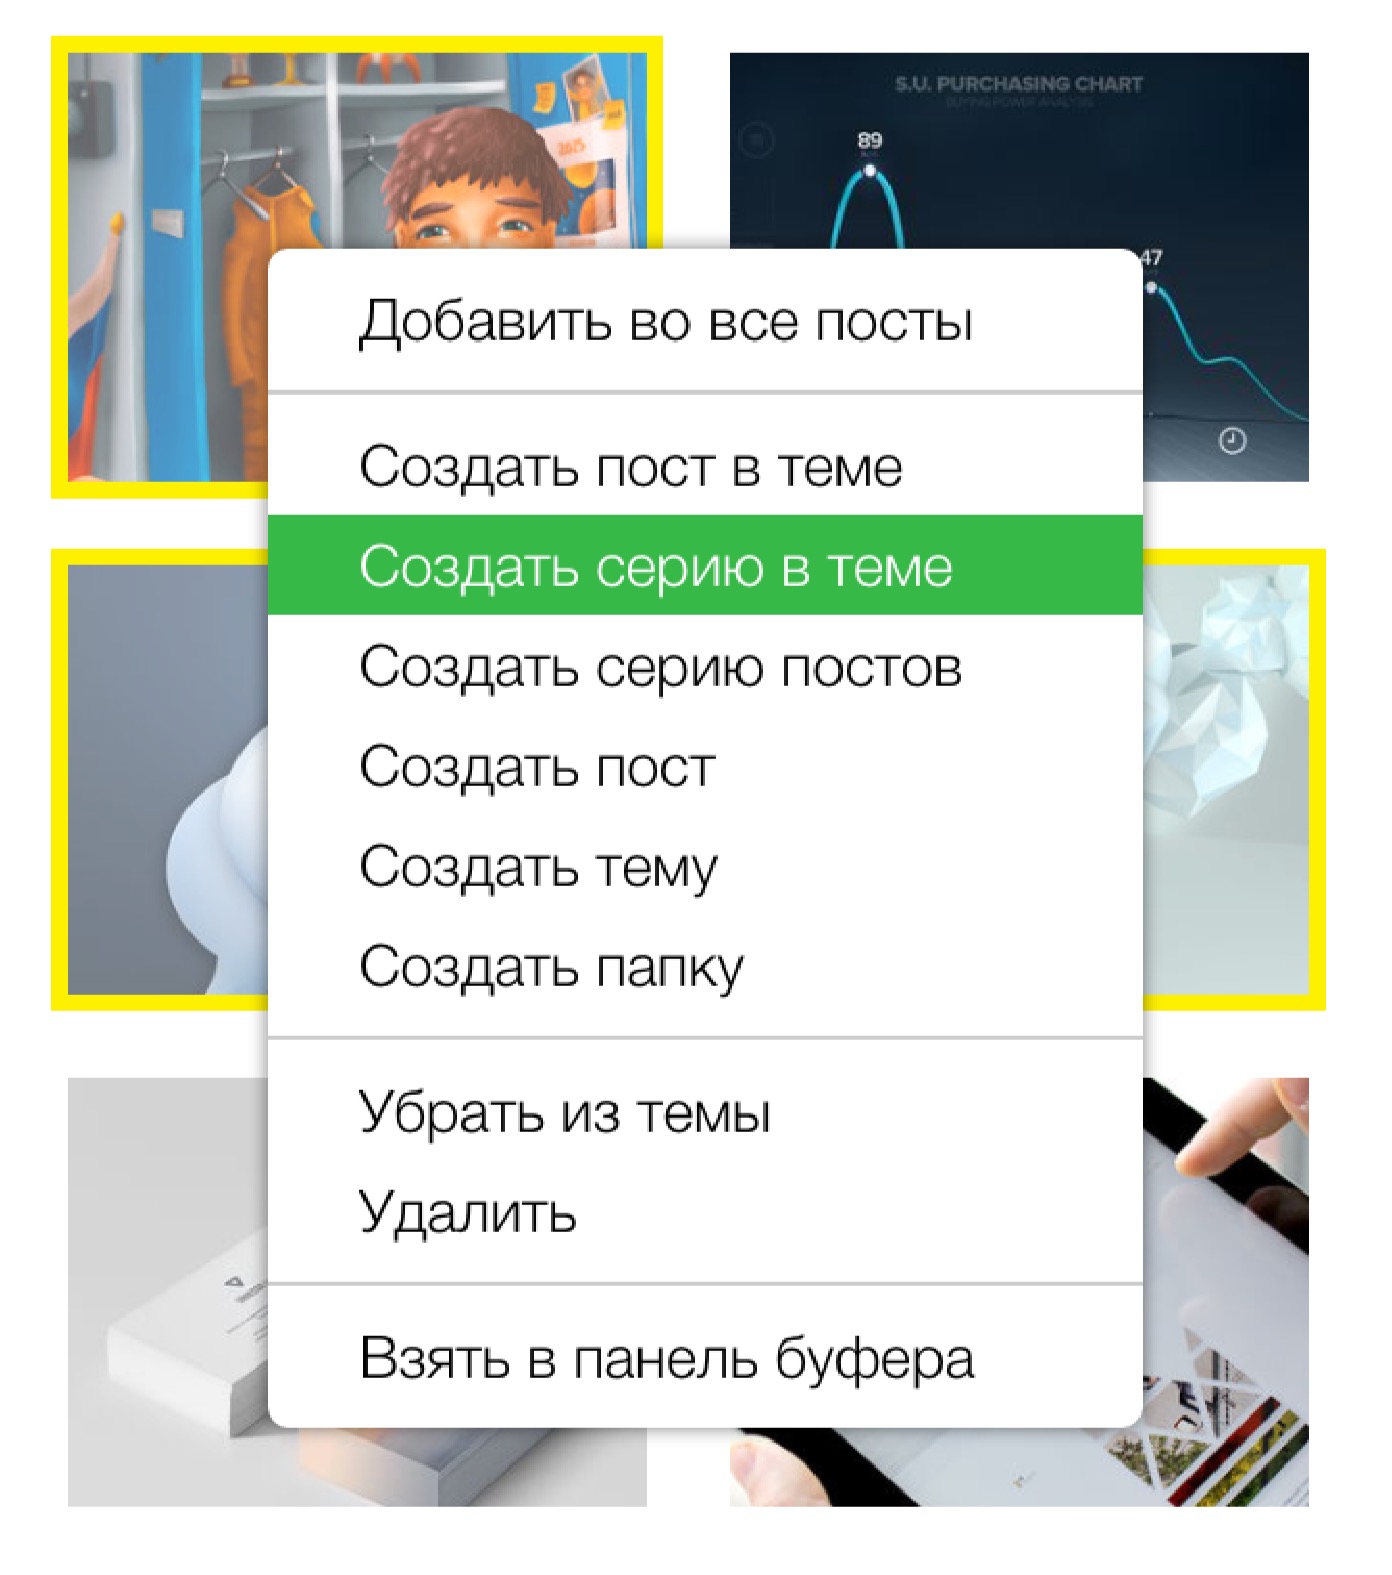 2025
S.U. PURCHASING CHART
BUYING POWER ANALYSIS
89
47
Добавить во все посты
Создать пост в теме
Создать серию в теме
Создать серию постов
Создать пост
Создать тему
Создать папку
Убрать из темы
Удалить
Взять в панель буфера